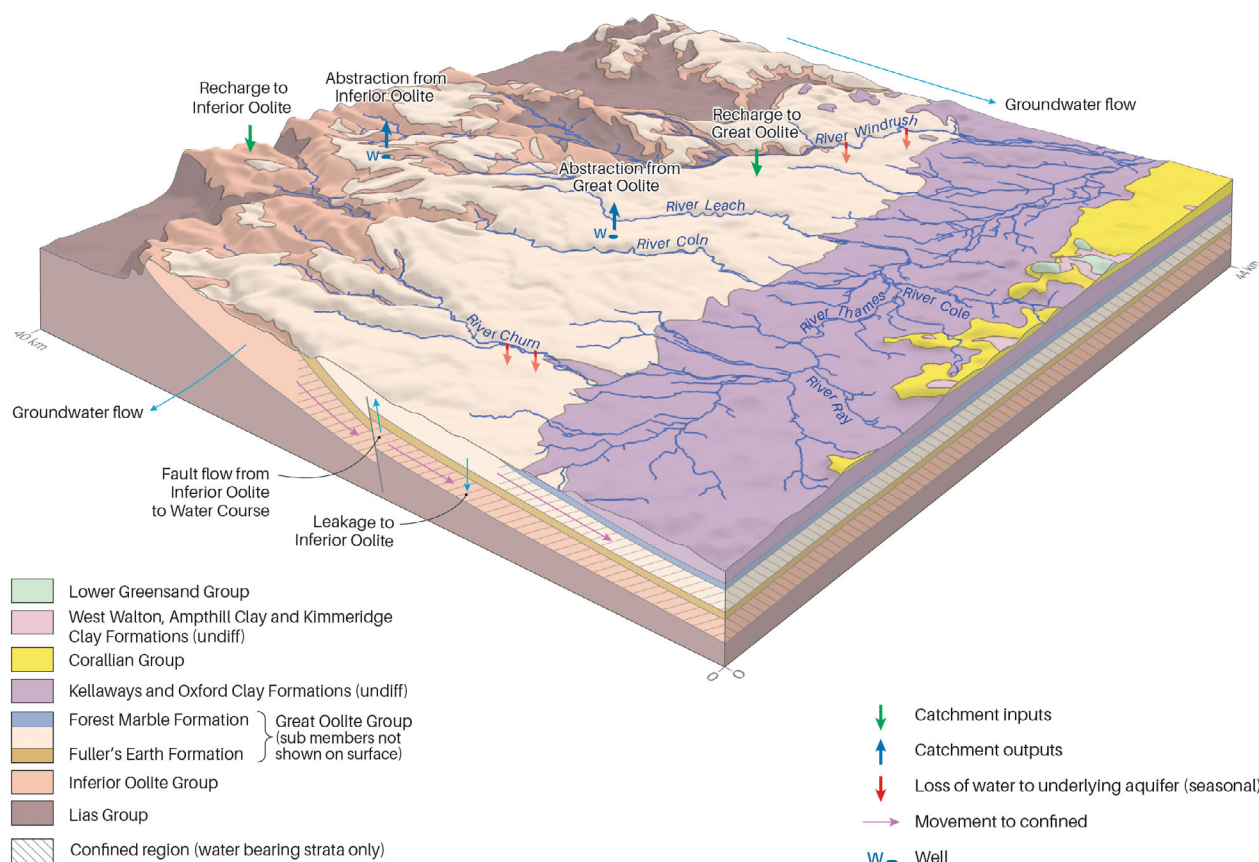 Recharge to
Inferior Oolite
Abstraction from
Inferior Oolite
W
Groundwater flow
Recharge to
Great Oolite
River Windrush
Abstraction from
Great Oolite
W
River Leach
River Coln
River Thames
River Cole
River Churn
River Ray
44 km
40 km
Groundwater flow
Fault flow from
Inferior Oolite
to Water Course
Leakage to
Inferior Oolite
0
0
Lower Greensand Group
West Walton, Ampthill Clay and Kimmeridge
Clay Formations (undiff)
Corallian Group
Kellaways and Oxford Clay Formations (undiff)
Forest Marble Formation
Fuller's Earth Formation
Great Oolite Group
(sub members not
shown on surface)
Inferior Oolite Group
Lias Group
Confined region (water bearing strata only)
Catchment inputs
Catchment outputs
Loss of water to underlying aquifer (seasonal)
Movement to confined
W
Well